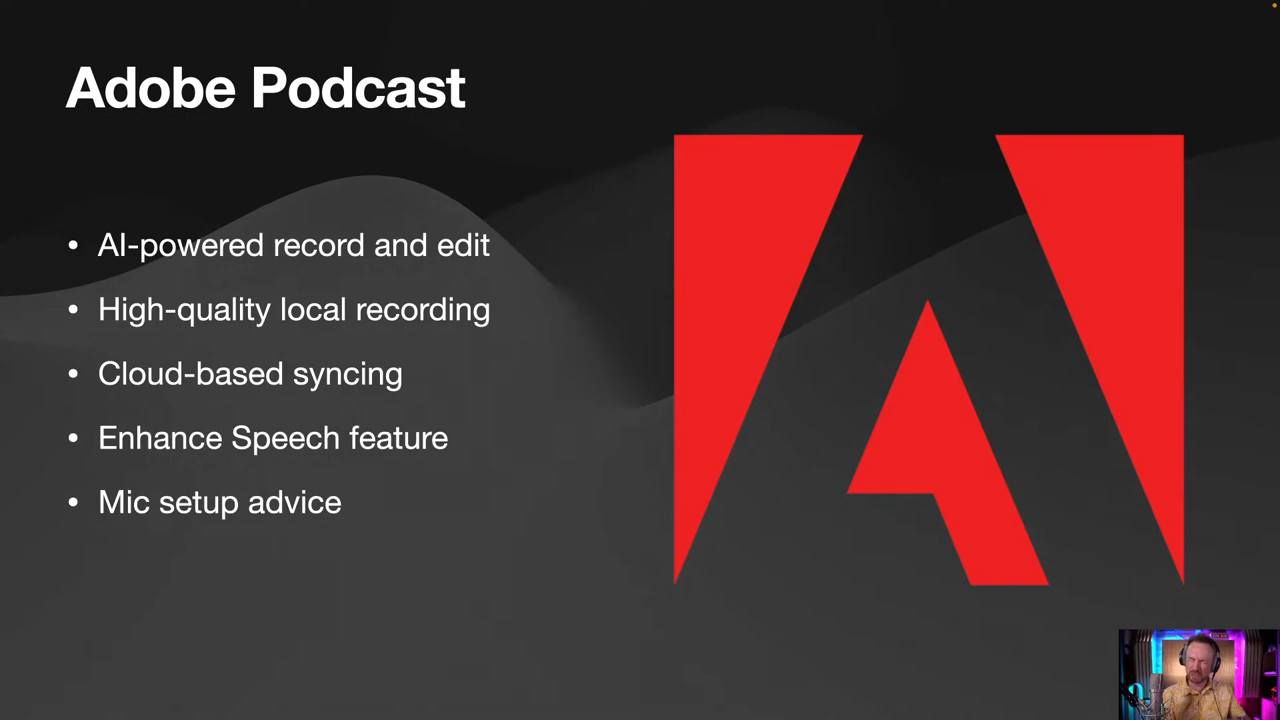 Adobe Podcast
• AI-powered record and edit
• High-quality local recording
• Cloud-based syncing
• Enhance Speech feature
• Mic setup advice